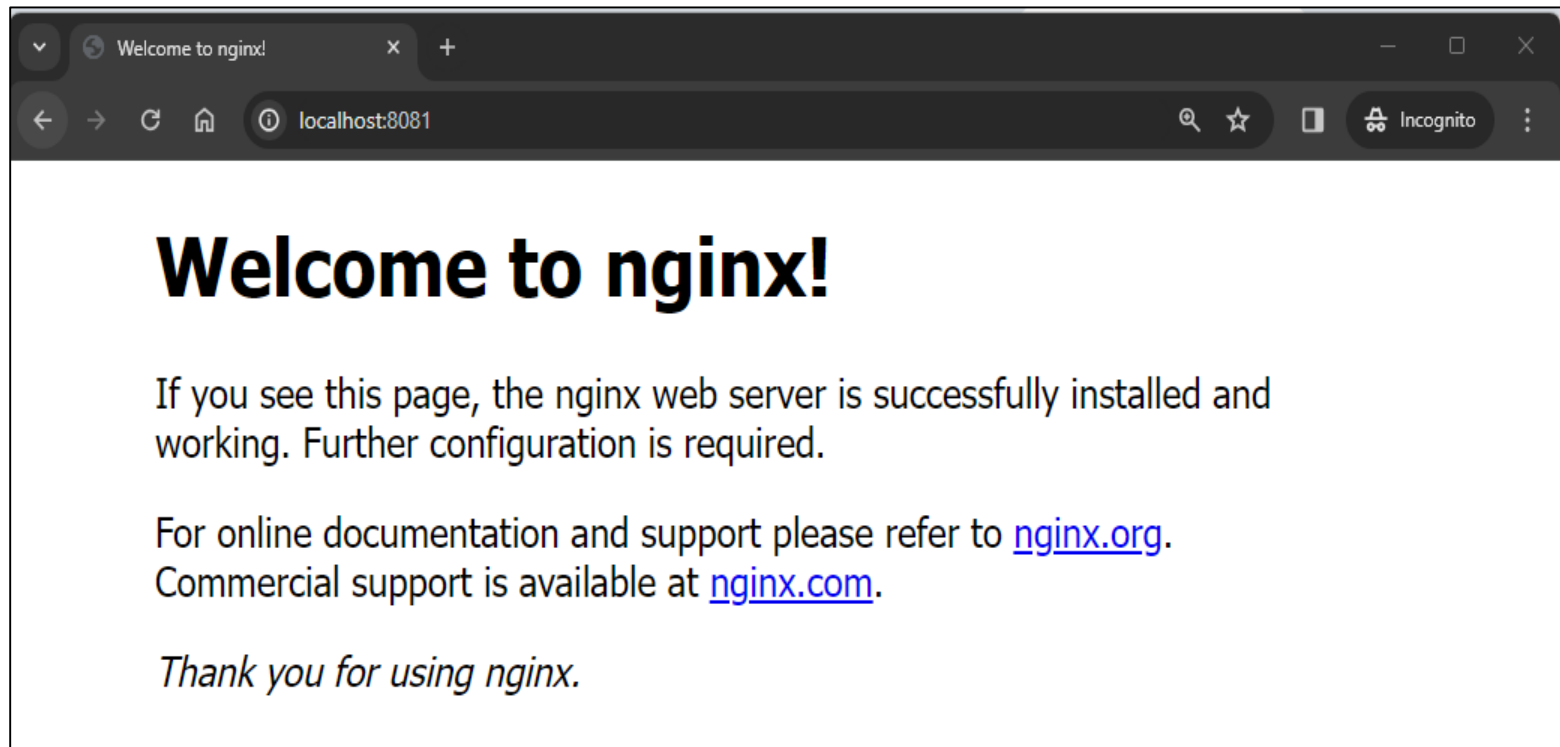 Welcome to nginx!
localhost:8081
Incognito
Welcome to nginx!
If you see this page, the nginx web server is successfully installed and
working. Further configuration is required.
For online documentation and support please refer to nginx.org.
Commercial support is available at nginx.com.
Thank you for using nginx.